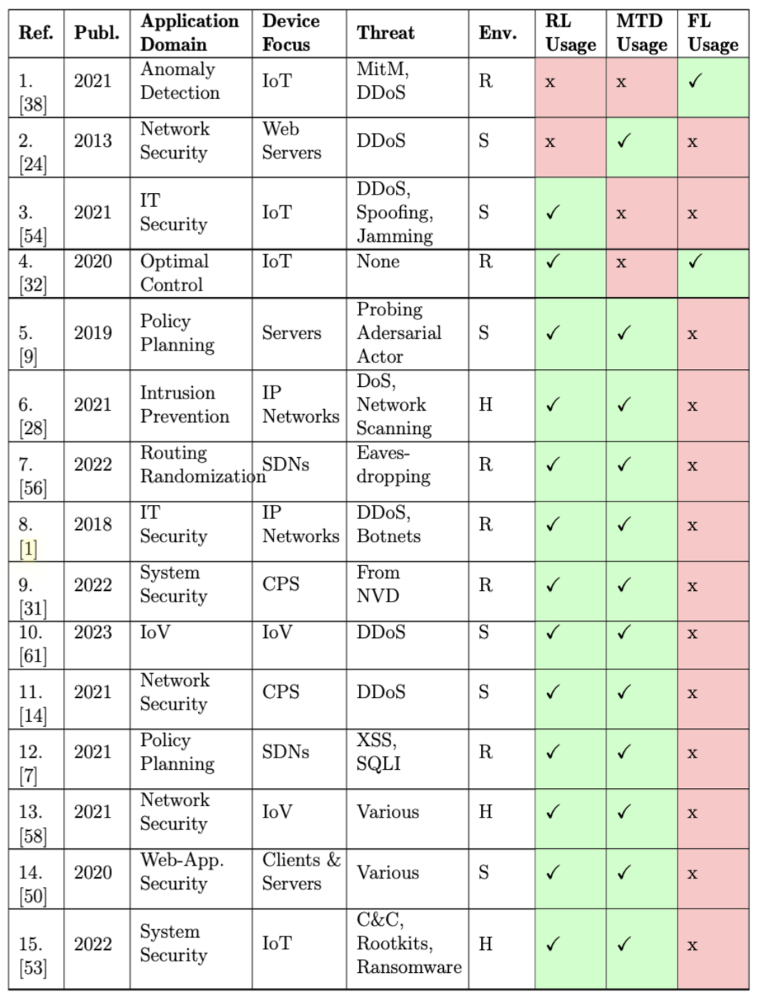 Ref. Publ. Application Domain Device Focus Threat Env. RL Usage MTD Usage FL Usage
1. [38] 2021 Anomaly Detection IoT MitM, DDoS R x x ✓
2. [24] 2013 Network Security Web Servers DDoS S x ✓ x
3. [54] 2021 IT Security IoT DDoS, Spoofing, Jamming S ✓ x x
4. [32] 2020 Optimal Control IoT None R ✓ x ✓
5. [9] 2019 Policy Planning Servers Probing Adersarial Actor S ✓ ✓ x
6. [28] 2021 Intrusion Prevention IP Networks DoS, Network Scanning H ✓ ✓ x
7. [56] 2022 Routing Randomization SDNs Eaves-dropping R ✓ ✓ x
8. [1] 2018 IT Security IP Networks DDoS, Botnets R ✓ ✓ x
9. [31] 2022 System Security CPS From NVD R ✓ ✓ x
10. [61] 2023 IoV IoV DDoS S ✓ ✓ x
11. [14] 2021 Network Security CPS DDoS S ✓ ✓ x
12. [7] 2021 Policy Planning SDNs XSS, SQLI R ✓ ✓ x
13. [58] 2021 Network Security IoV Various H ✓ ✓ x
14. [50] 2020 Web-App. Security Clients & Servers Various S ✓ ✓ x
15. [53] 2022 System Security IoT C&C, Rootkits, Ransomware H ✓ ✓ x